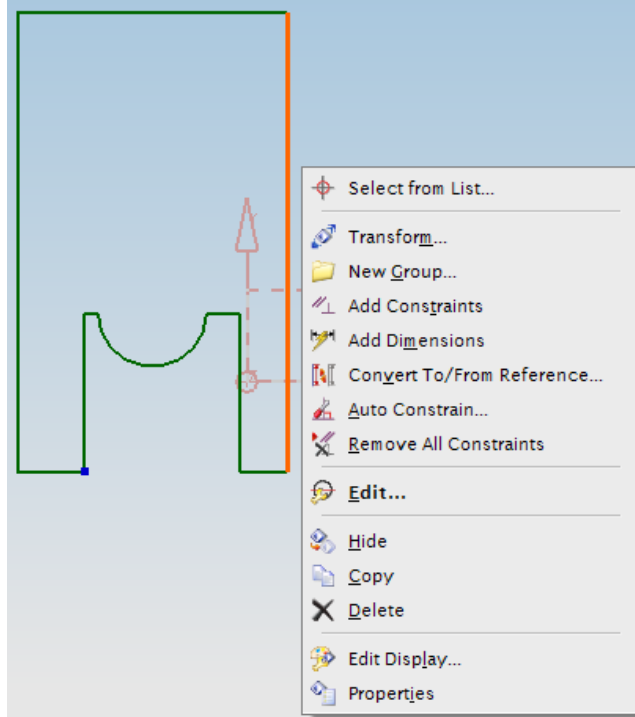 Select from List...
Transform...
New Group...
Add Constraints
Add Dimensions
Convert To/From Reference...
Auto Constrain...
Remove All Constraints
Edit...
Hide
Copy
Delete
Edit Display...
Properties